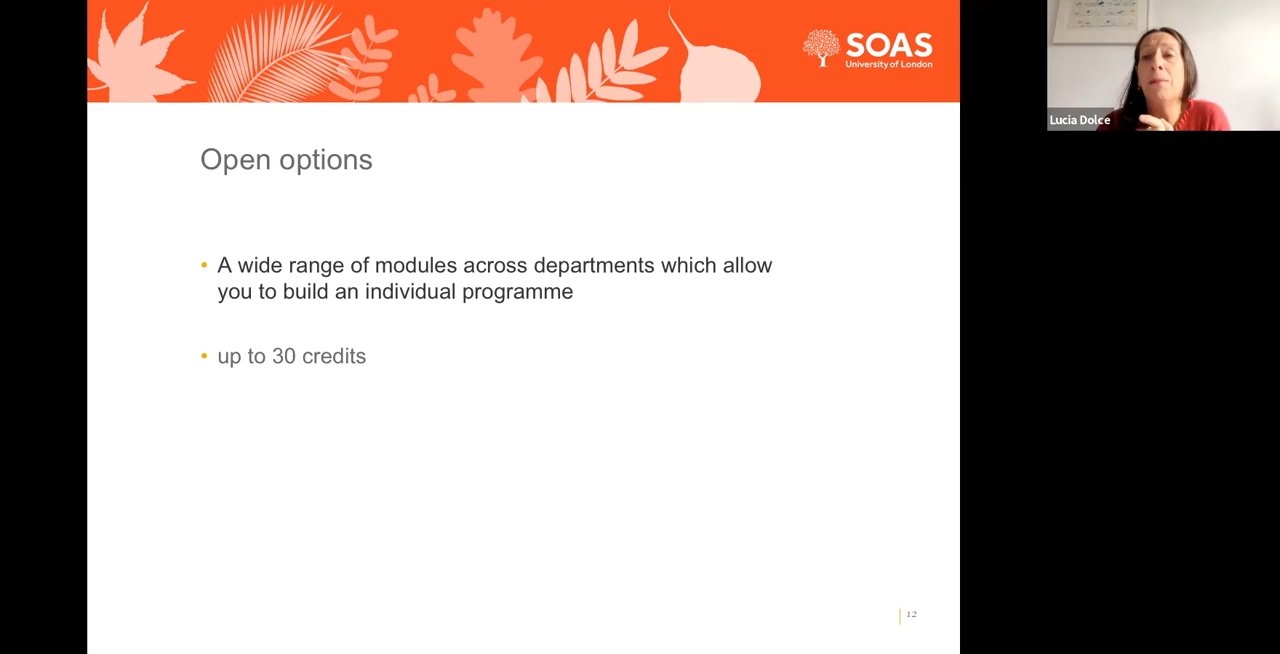 SOAS
University of London
Lucia Dolce
Open options
• A wide range of modules across departments which allow
you to build an individual programme
• up to 30 credits
12